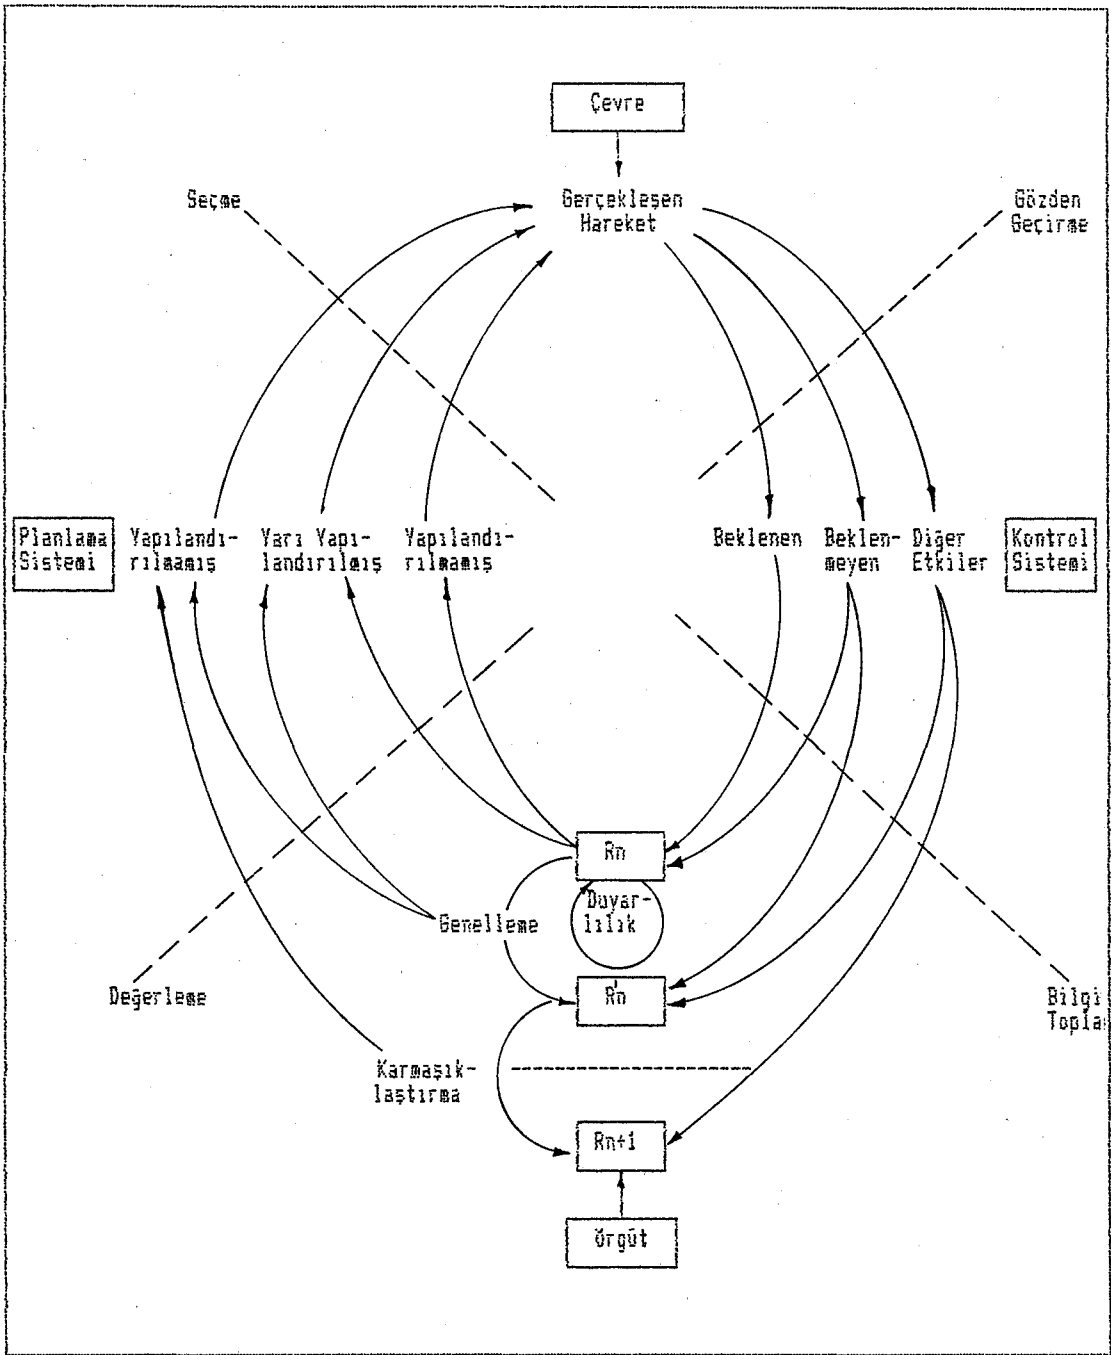 Çevre
Seçme
Gerçekleşen
Hareket
Gözden
Geçirme
Planlama
Sistemi
Yapılandı-
rılmamış
Yarı Yapı-
landırılmış
Yapılandı-
rılmamış
Beklenen
Beklen-
meyen
Diğer
Etkiler
Kontrol
Sistemi
Rn
Duyar-
lılık
Genelleme
R'n
Değerleme
Bilgi
Topla
Karmaşık-
laştırma
Rn+1
Örgüt